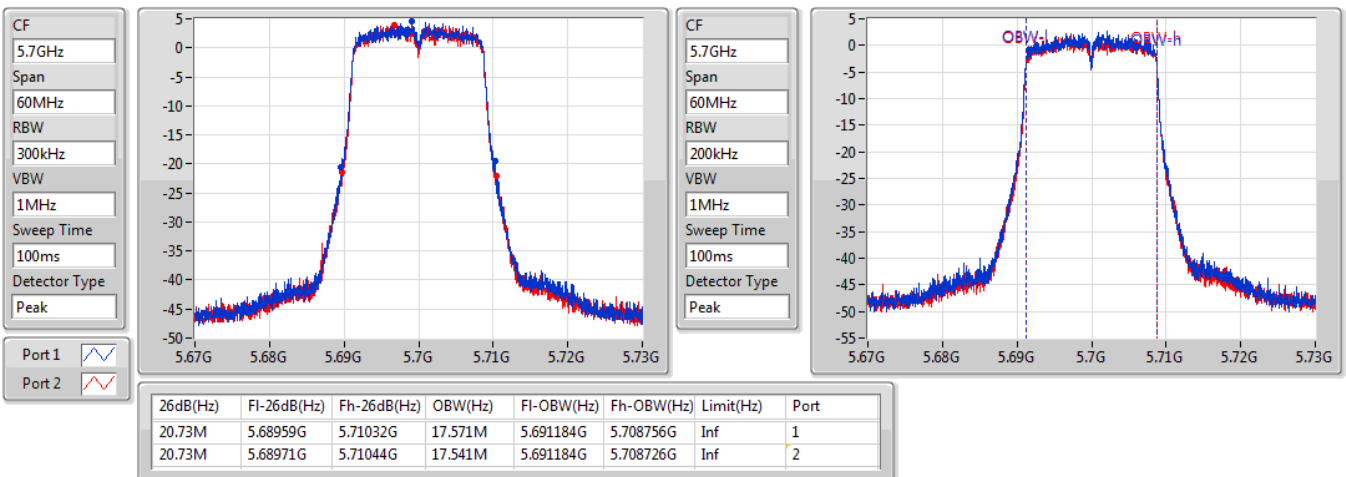 CF
5.7GHz
Span
60MHz
RBW
300kHz
VBW
1MHz
Sweep Time
100ms
Detector Type
Peak
Port 1
Port 2
5
0
-5
-10
-15
-20
-25
-30
-35
-40
-45
-50
5.67G 5.68G 5.69G 5.7G 5.71G 5.72G 5.73G
CF
5.7GHz
Span
60MHz
RBW
200kHz
VBW
1MHz
Sweep Time
100ms
Detector Type
Peak
OBW-l OBW-h
5
0
-5
-10
-15
-20
-25
-30
-35
-40
-45
-50
-55
5.67G 5.68G 5.69G 5.7G 5.71G 5.72G 5.73G
26dB(Hz) Fl-26dB(Hz) Fh-26dB(Hz) OBW(Hz) Fl-OBW(Hz) Fh-OBW(Hz) Limit(Hz) Port
20.73M 5.68959G 5.71032G 17.571M 5.691184G 5.708756G Inf 1
20.73M 5.68971G 5.71044G 17.541M 5.691184G 5.708726G Inf 2